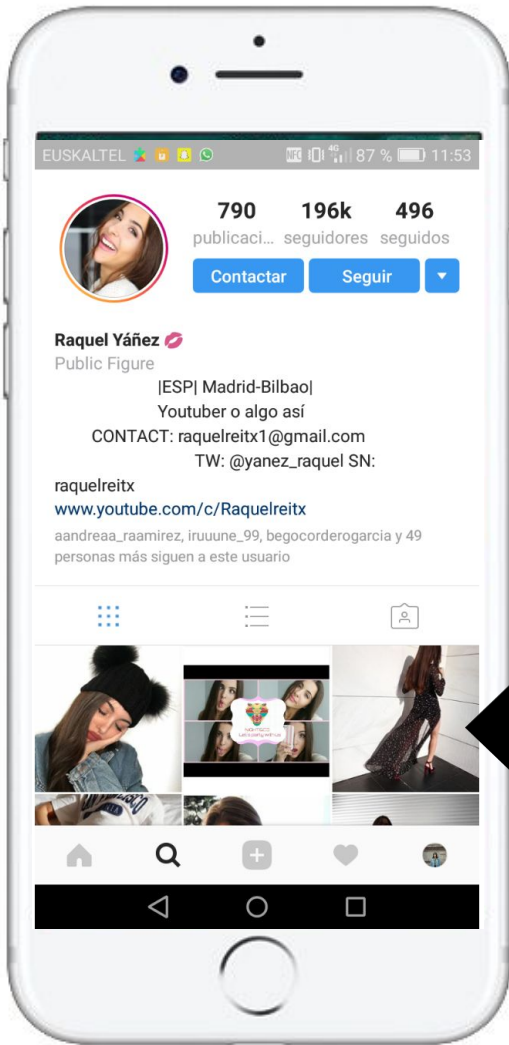 EUSKALTEL NFC 4G 87 % 11:53
790 196k 496
publicaci... seguidores seguidos
Contactar Seguir
Raquel Yáñez
Public Figure
|ESP| Madrid-Bilbao|
Youtuber o algo así
CONTACT: raquelreitx1@gmail.com
TW: @yanez_raquel SN:
raquelreitx
www.youtube.com/c/Raquelreitx
aandreaa_raamirez, iruuune_99, begocorderogarcia y 49
personas más siguen a este usuario